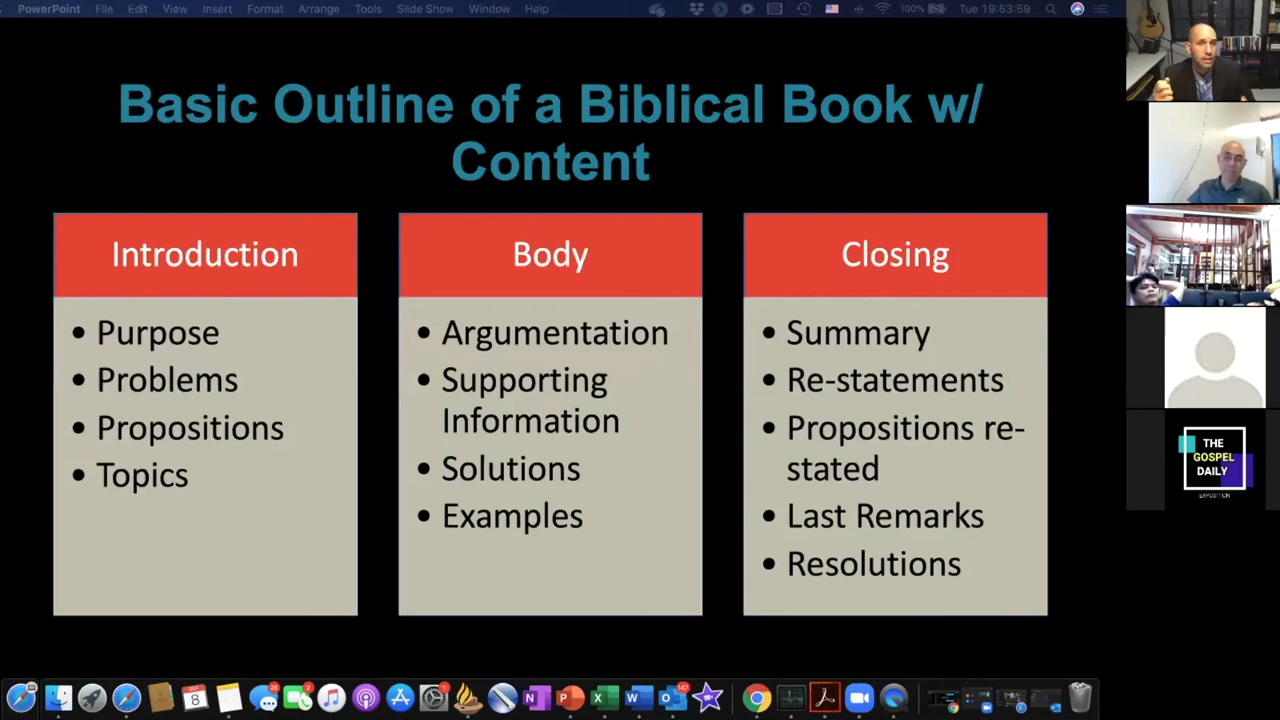 PowerPoint File Edit View Insert Format Arrange Tools Slide Show Window Help 100% Tue 19:53:59
Basic Outline of a Biblical Book w/
Content
Introduction
• Purpose
• Problems
• Propositions
• Topics
Body
• Argumentation
• Supporting
Information
• Solutions
• Examples
Closing
• Summary
• Re-statements
• Propositions re-
stated
• Last Remarks
• Resolutions
THE
GOSPEL
DAILY
EXPOSITION
8